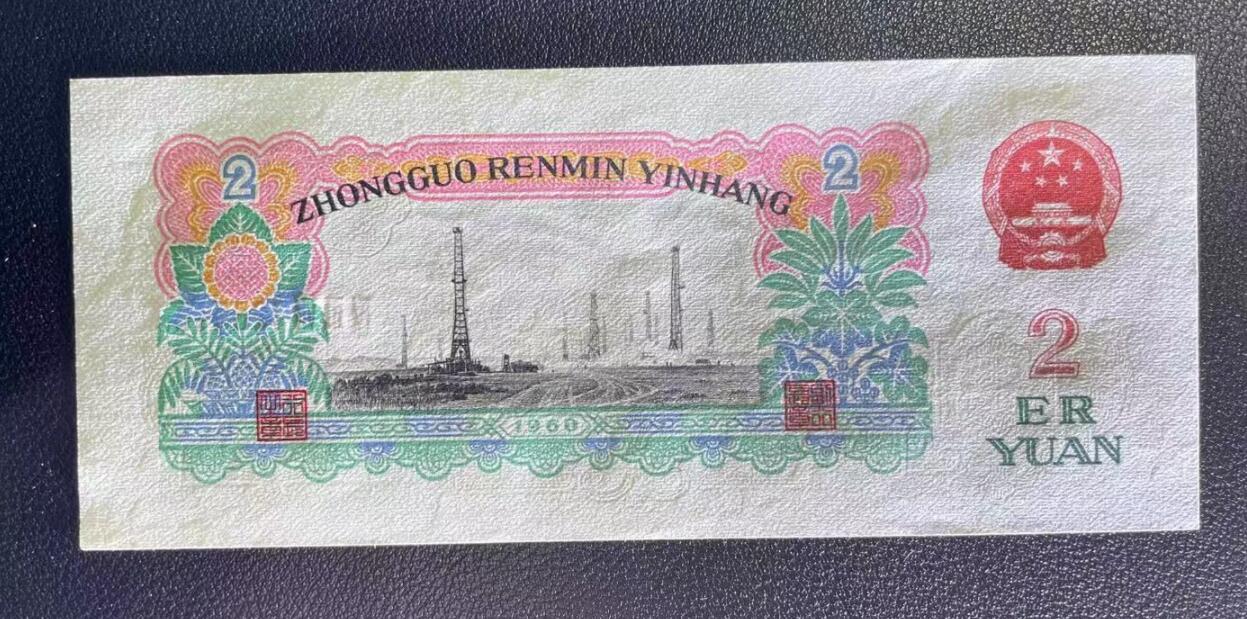 2
ZHONGGUO RENMIN YINHANG
2
1960
2
ER
YUAN